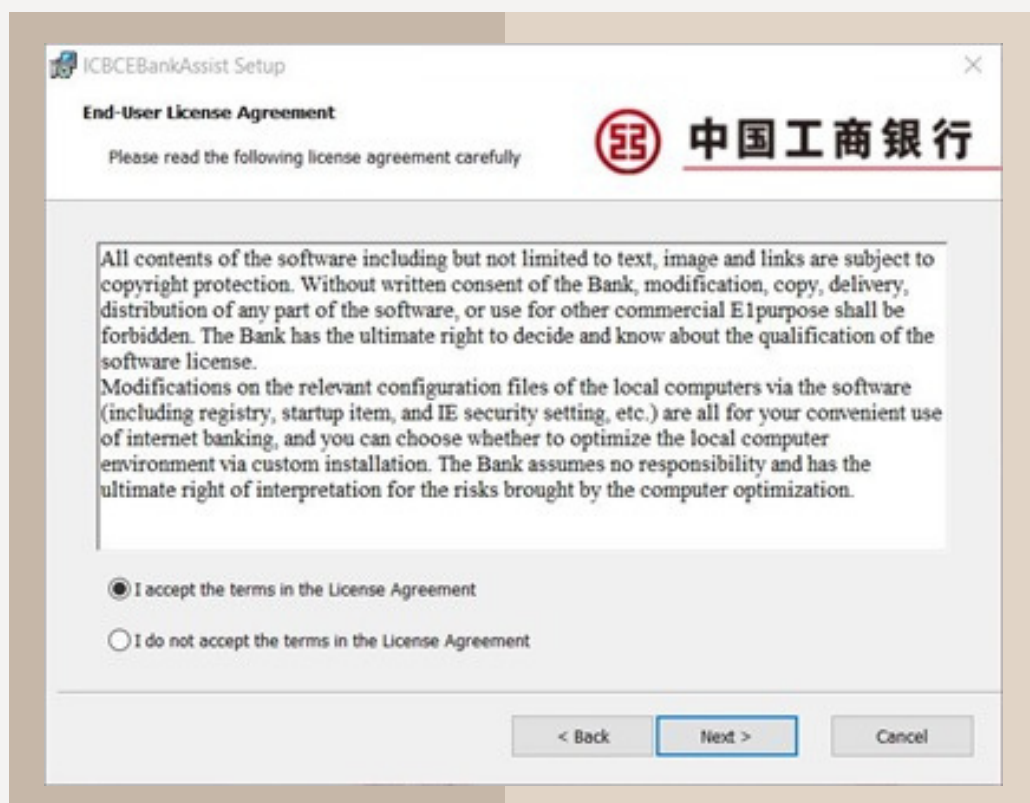 ICBCEBankAssist Setup
End-User License Agreement
Please read the following license agreement carefully
中国工商银行
All contents of the software including but not limited to text, image and links are subject to
copyright protection. Without written consent of the Bank, modification, copy, delivery,
distribution of any part of the software, or use for other commercial E1purpose shall be
forbidden. The Bank has the ultimate right to decide and know about the qualification of the
software license.
Modifications on the relevant configuration files of the local computers via the software
(including registry, startup item, and IE security setting, etc.) are all for your convenient use
of internet banking, and you can choose whether to optimize the local computer
environment via custom installation. The Bank assumes no responsibility and has the
ultimate right of interpretation for the risks brought by the computer optimization.
I accept the terms in the License Agreement
I do not accept the terms in the License Agreement
< Back
Next >
Cancel